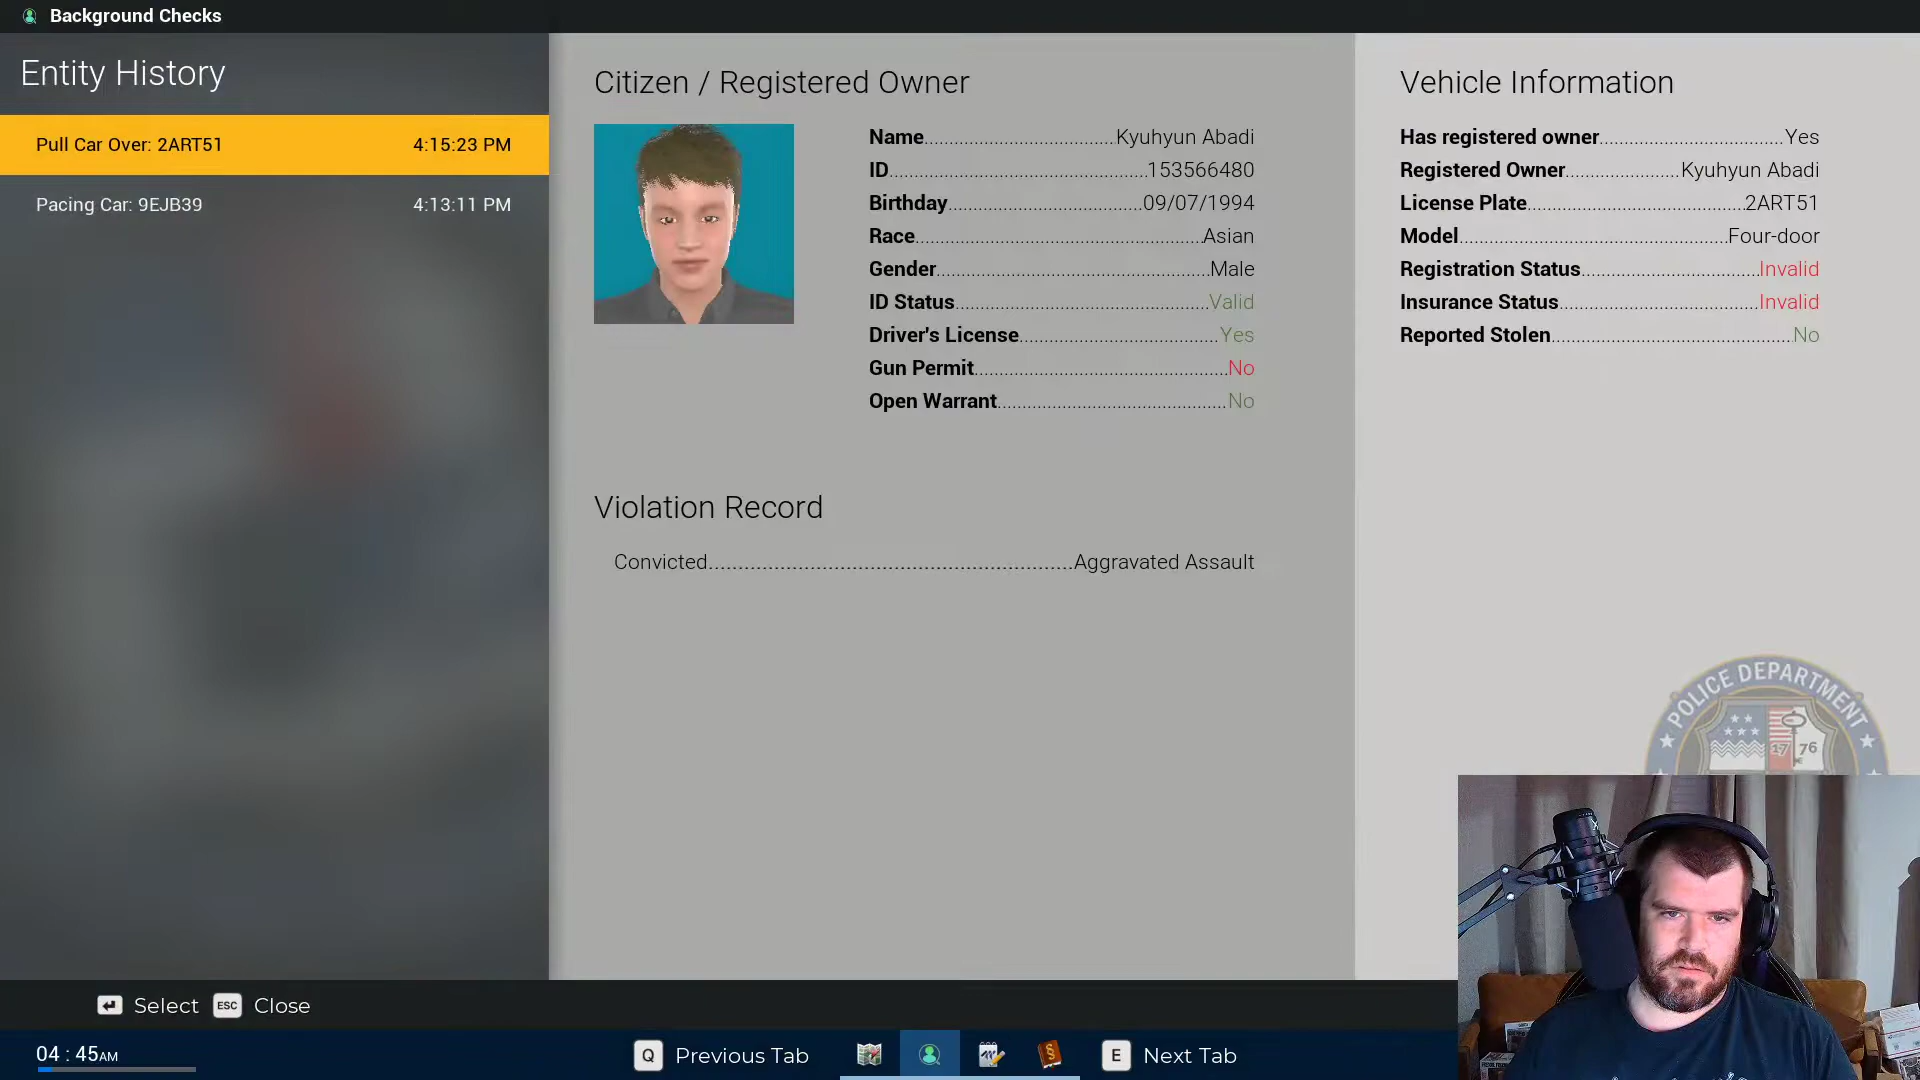 Background Checks
Entity History
Pull Car Over: 2ART51 4:15:23 PM
Pacing Car: 9EJB39 4:13:11 PM
Citizen / Registered Owner
Name Kyuhyun Abadi
ID 153566480
Birthday 09/07/1994
Race Asian
Gender Male
ID Status Valid
Driver's License Yes
Gun Permit No
Open Warrant No
Violation Record
Convicted Aggravated Assault
Vehicle Information
Has registered owner Yes
Registered Owner Kyuhyun Abadi
License Plate 2ART51
Model Four-door
Registration Status Invalid
Insurance Status Invalid
Reported Stolen No
POLICE DEPARTMENT
17 76
Select ESC Close
04 : 45 AM
Q Previous Tab E Next Tab